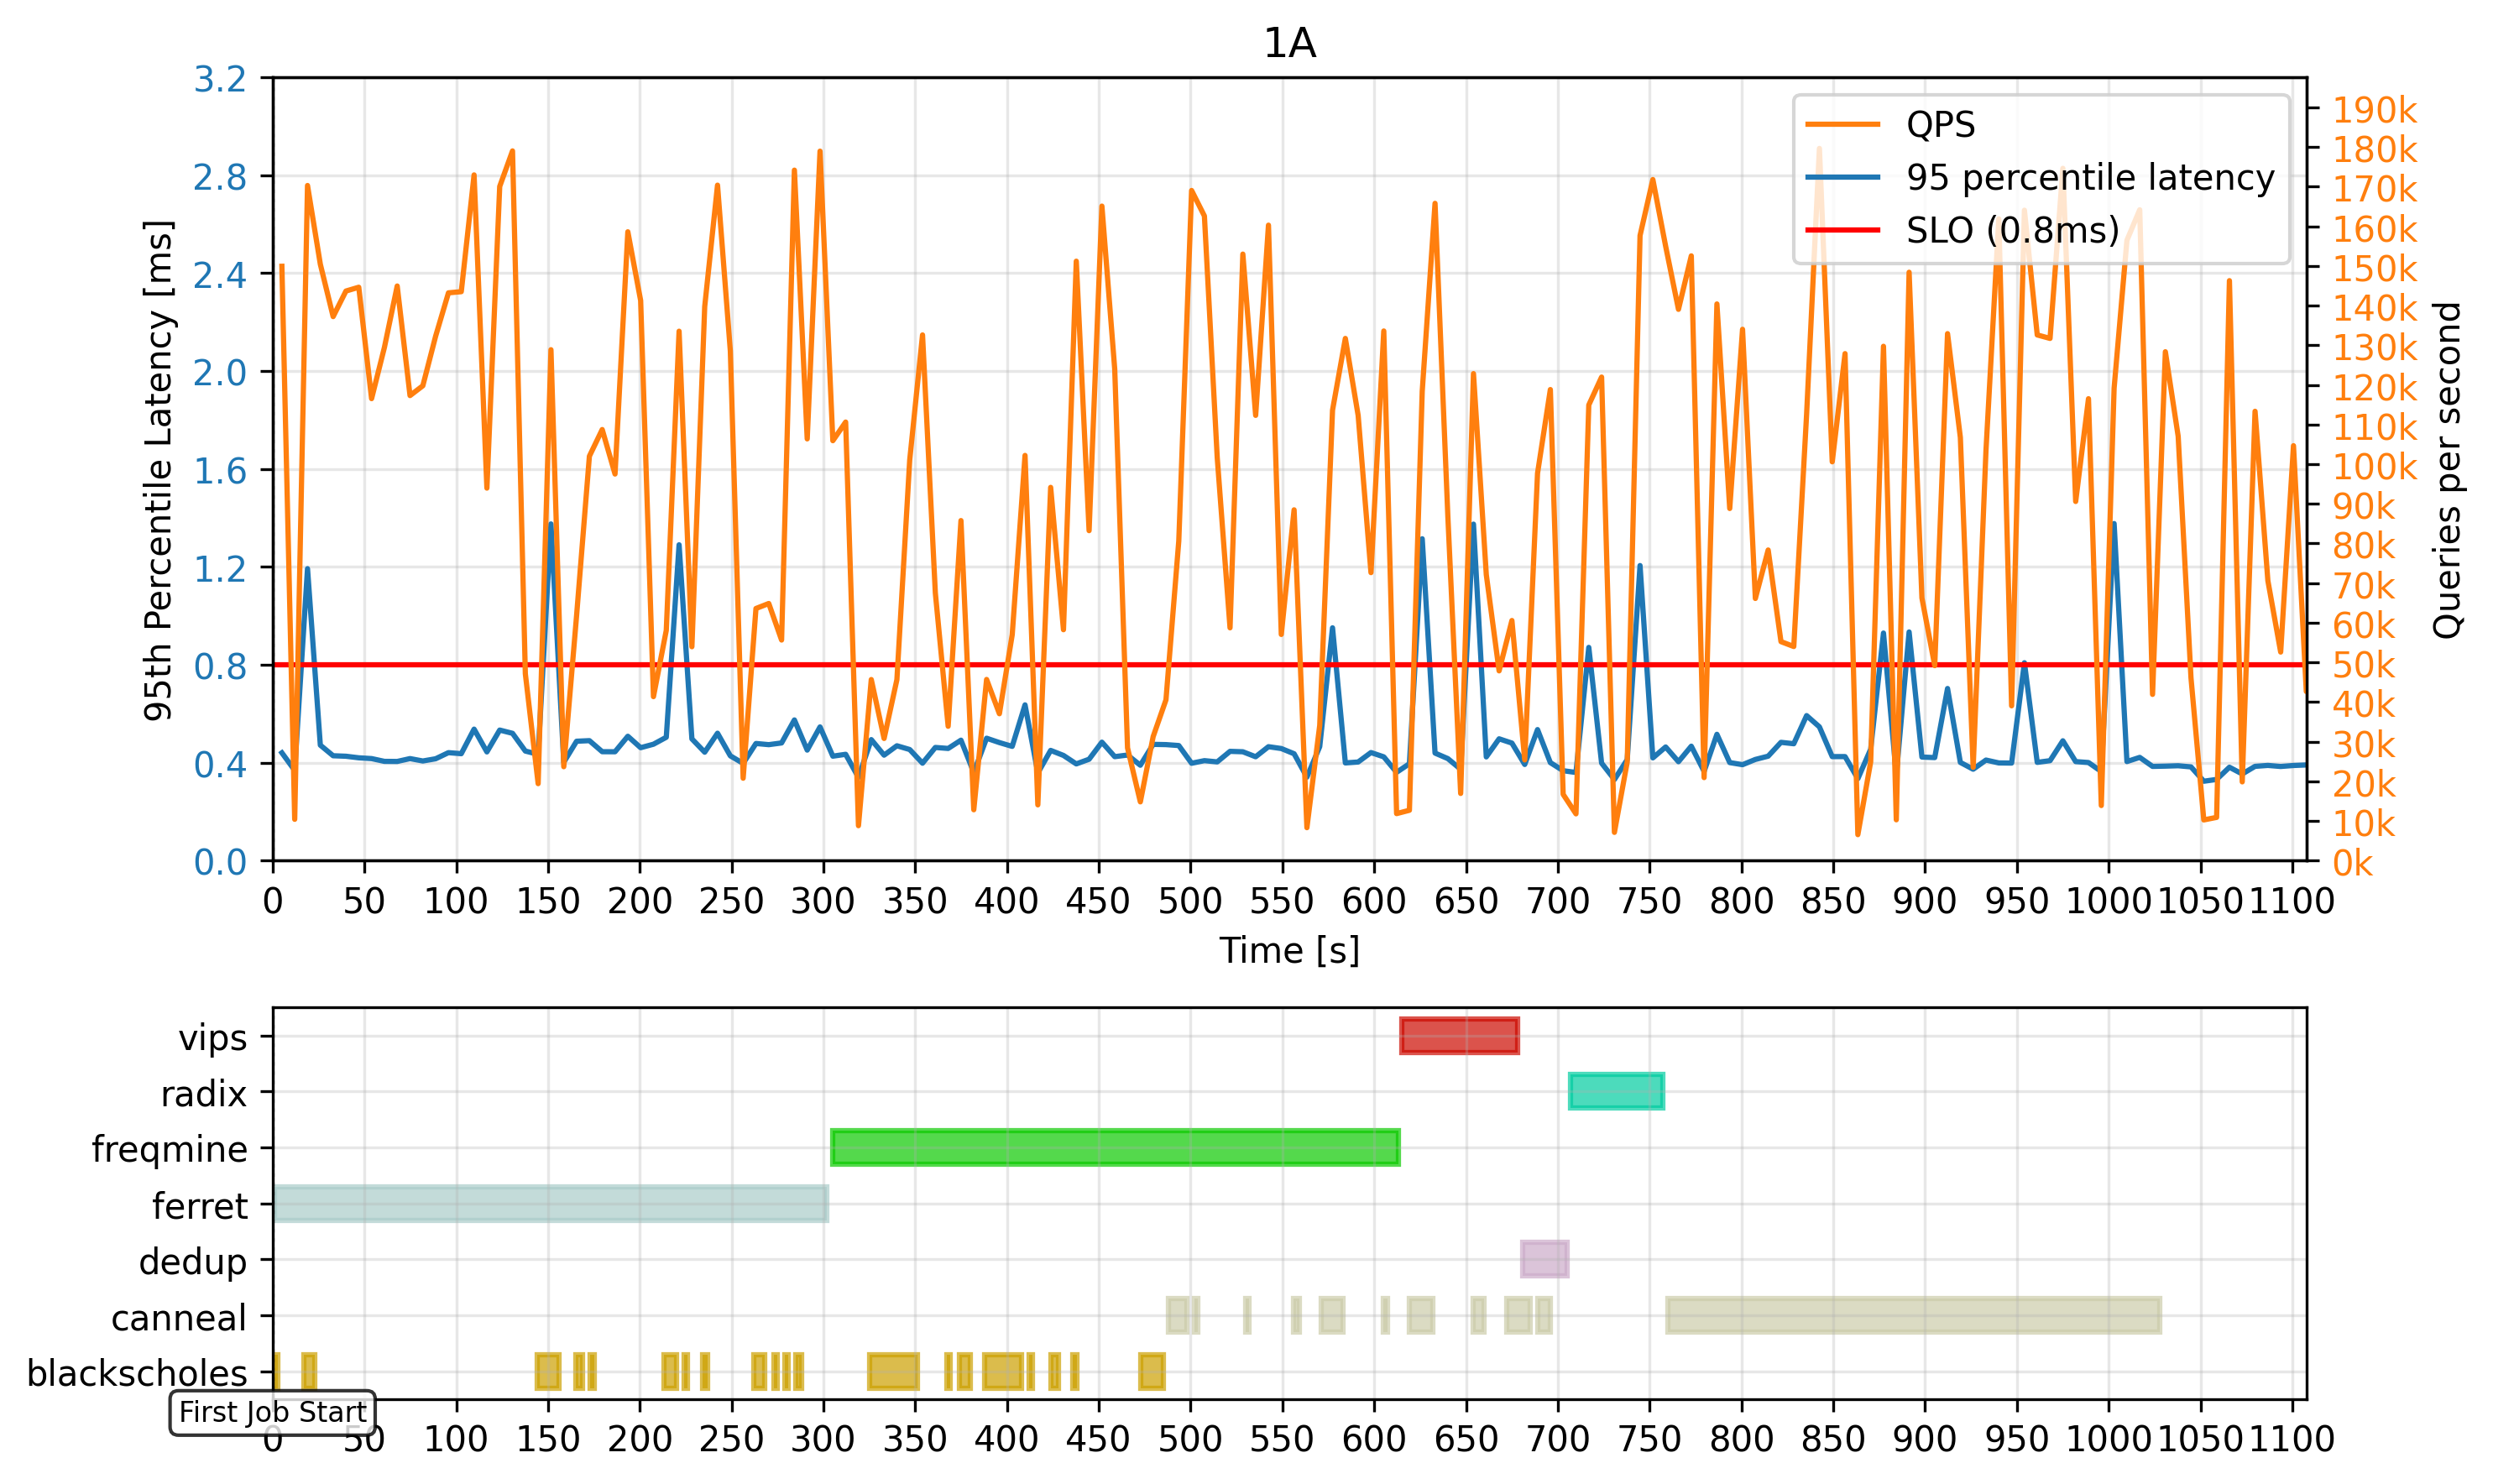 1A
3.2
2.8
2.4
2.0
1.6
1.2
0.8
0.4
0.0
95th Percentile Latency [ms]
QPS
95 percentile latency
SLO (0.8ms)
190k
180k
170k
160k
150k
140k
130k
120k
110k
100k
90k
80k
70k
60k
50k
40k
30k
20k
10k
0k
Queries per second
0 50 100 150 200 250 300 350 400 450 500 550 600 650 700 750 800 850 900 950 1000 1050 1100
Time [s]
vips
radix
freqmine
ferret
dedup
canneal
blackscholes
First Job Start
0 50 100 150 200 250 300 350 400 450 500 550 600 650 700 750 800 850 900 950 1000 1050 1100